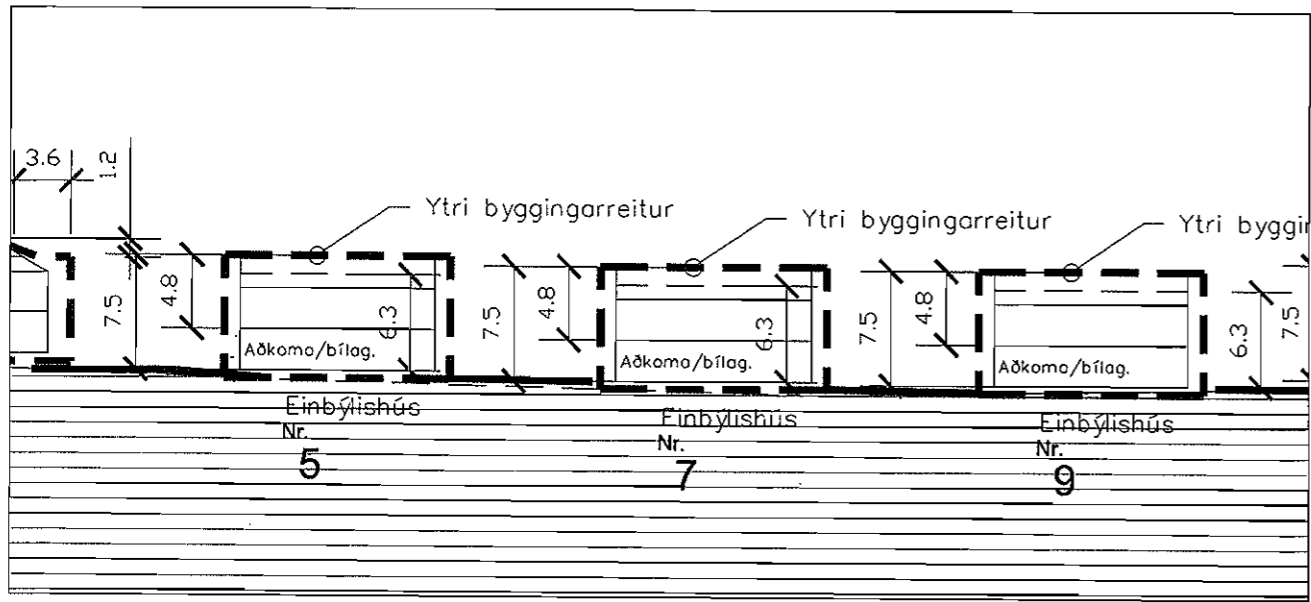 3.6
1.2
Ytri byggingarreitur
Ytri byggingarreitur
Ytri byggin
7.5
4.8
6.3
7.5
4.8
6.3
7.5
4.8
6.3
7.5
Aðkoma/bílag.
Aðkoma/bílag.
Aðkoma/bílag.
Einbýlishús
Nr.
5
Einbýlishús
Nr.
7
Einbýlishús
Nr.
9